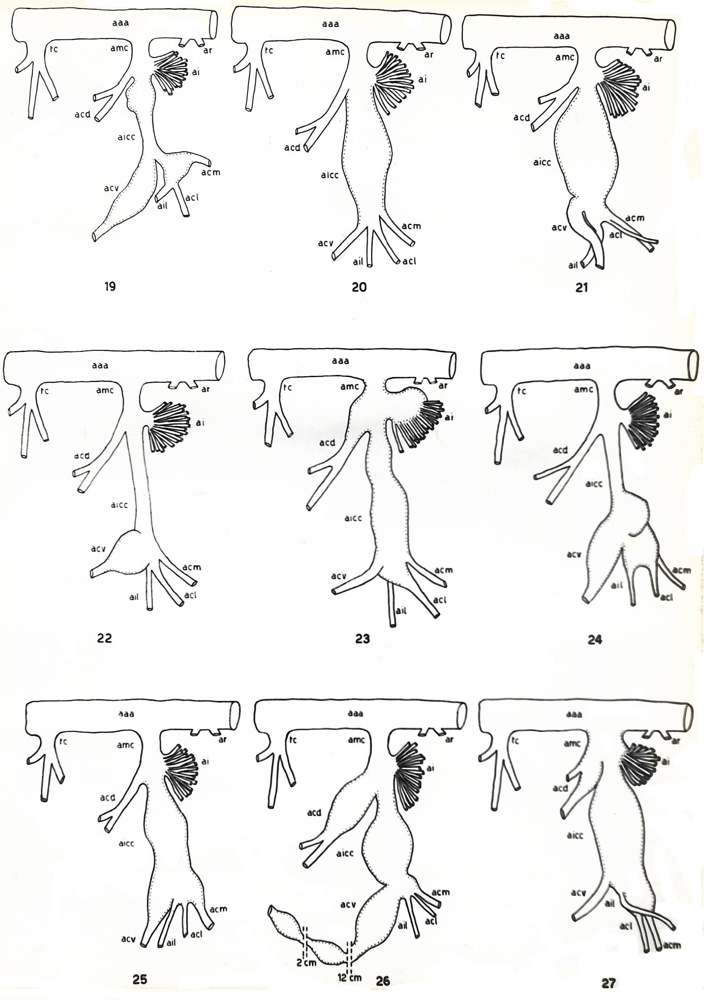 aaa
tc
amc
ar
ai
acd
aicc
acm
acv
acl
ail
19
aaa
tc
amc
ar
ai
acd
aicc
acm
acv
ail
acl
20
aaa
tc
amc
ar
ai
acd
aicc
acm
acv
acl
ail
21
aaa
tc
amc
ar
ai
acd
aicc
acv
acm
ail
acl
22
aaa
tc
amc
ar
ai
acd
aicc
acm
acv
acl
ail
23
aaa
tc
amc
ar
ai
acd
aicc
acv
acm
ail
acl
24
aaa
tc
amc
ar
ai
acd
aicc
acm
acl
acv
ail
25
aaa
tc
amc
ar
ai
acd
aicc
acm
acv
acl
ail
2 cm
12 cm
26
aaa
tc
amc
ar
ai
acd
aicc
acv
ail
acl
acm
27